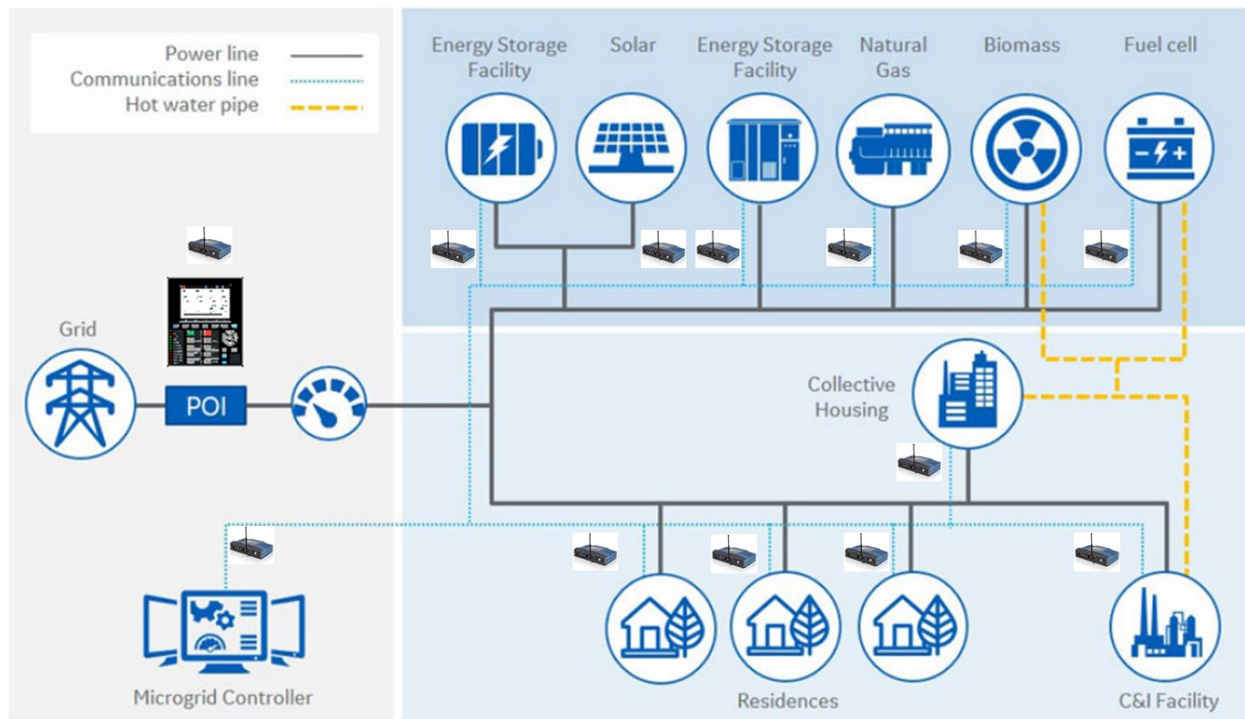 Power line
Communications line
Hot water pipe
Energy Storage
Facility
Solar
Energy Storage
Facility
Natural
Gas
Biomass
Fuel cell
Grid
POI
Collective
Housing
Microgrid Controller
Residences
C&I Facility